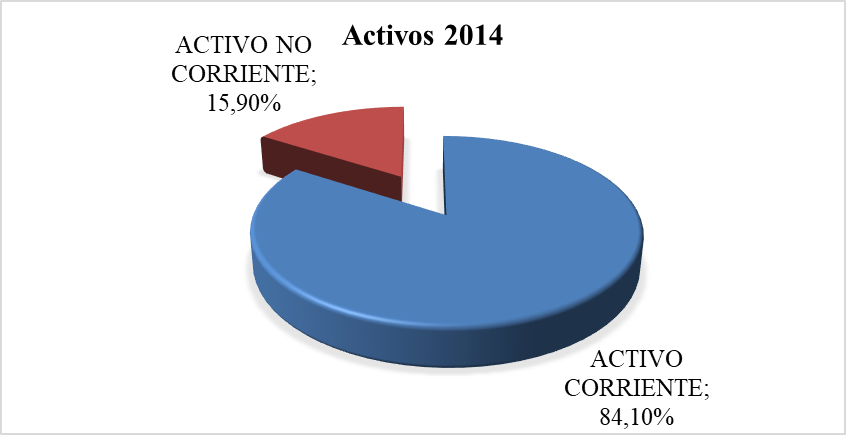 Activos 2014
ACTIVO NO
CORRIENTE;
15,90%
ACTIVO
CORRIENTE;
84,10%